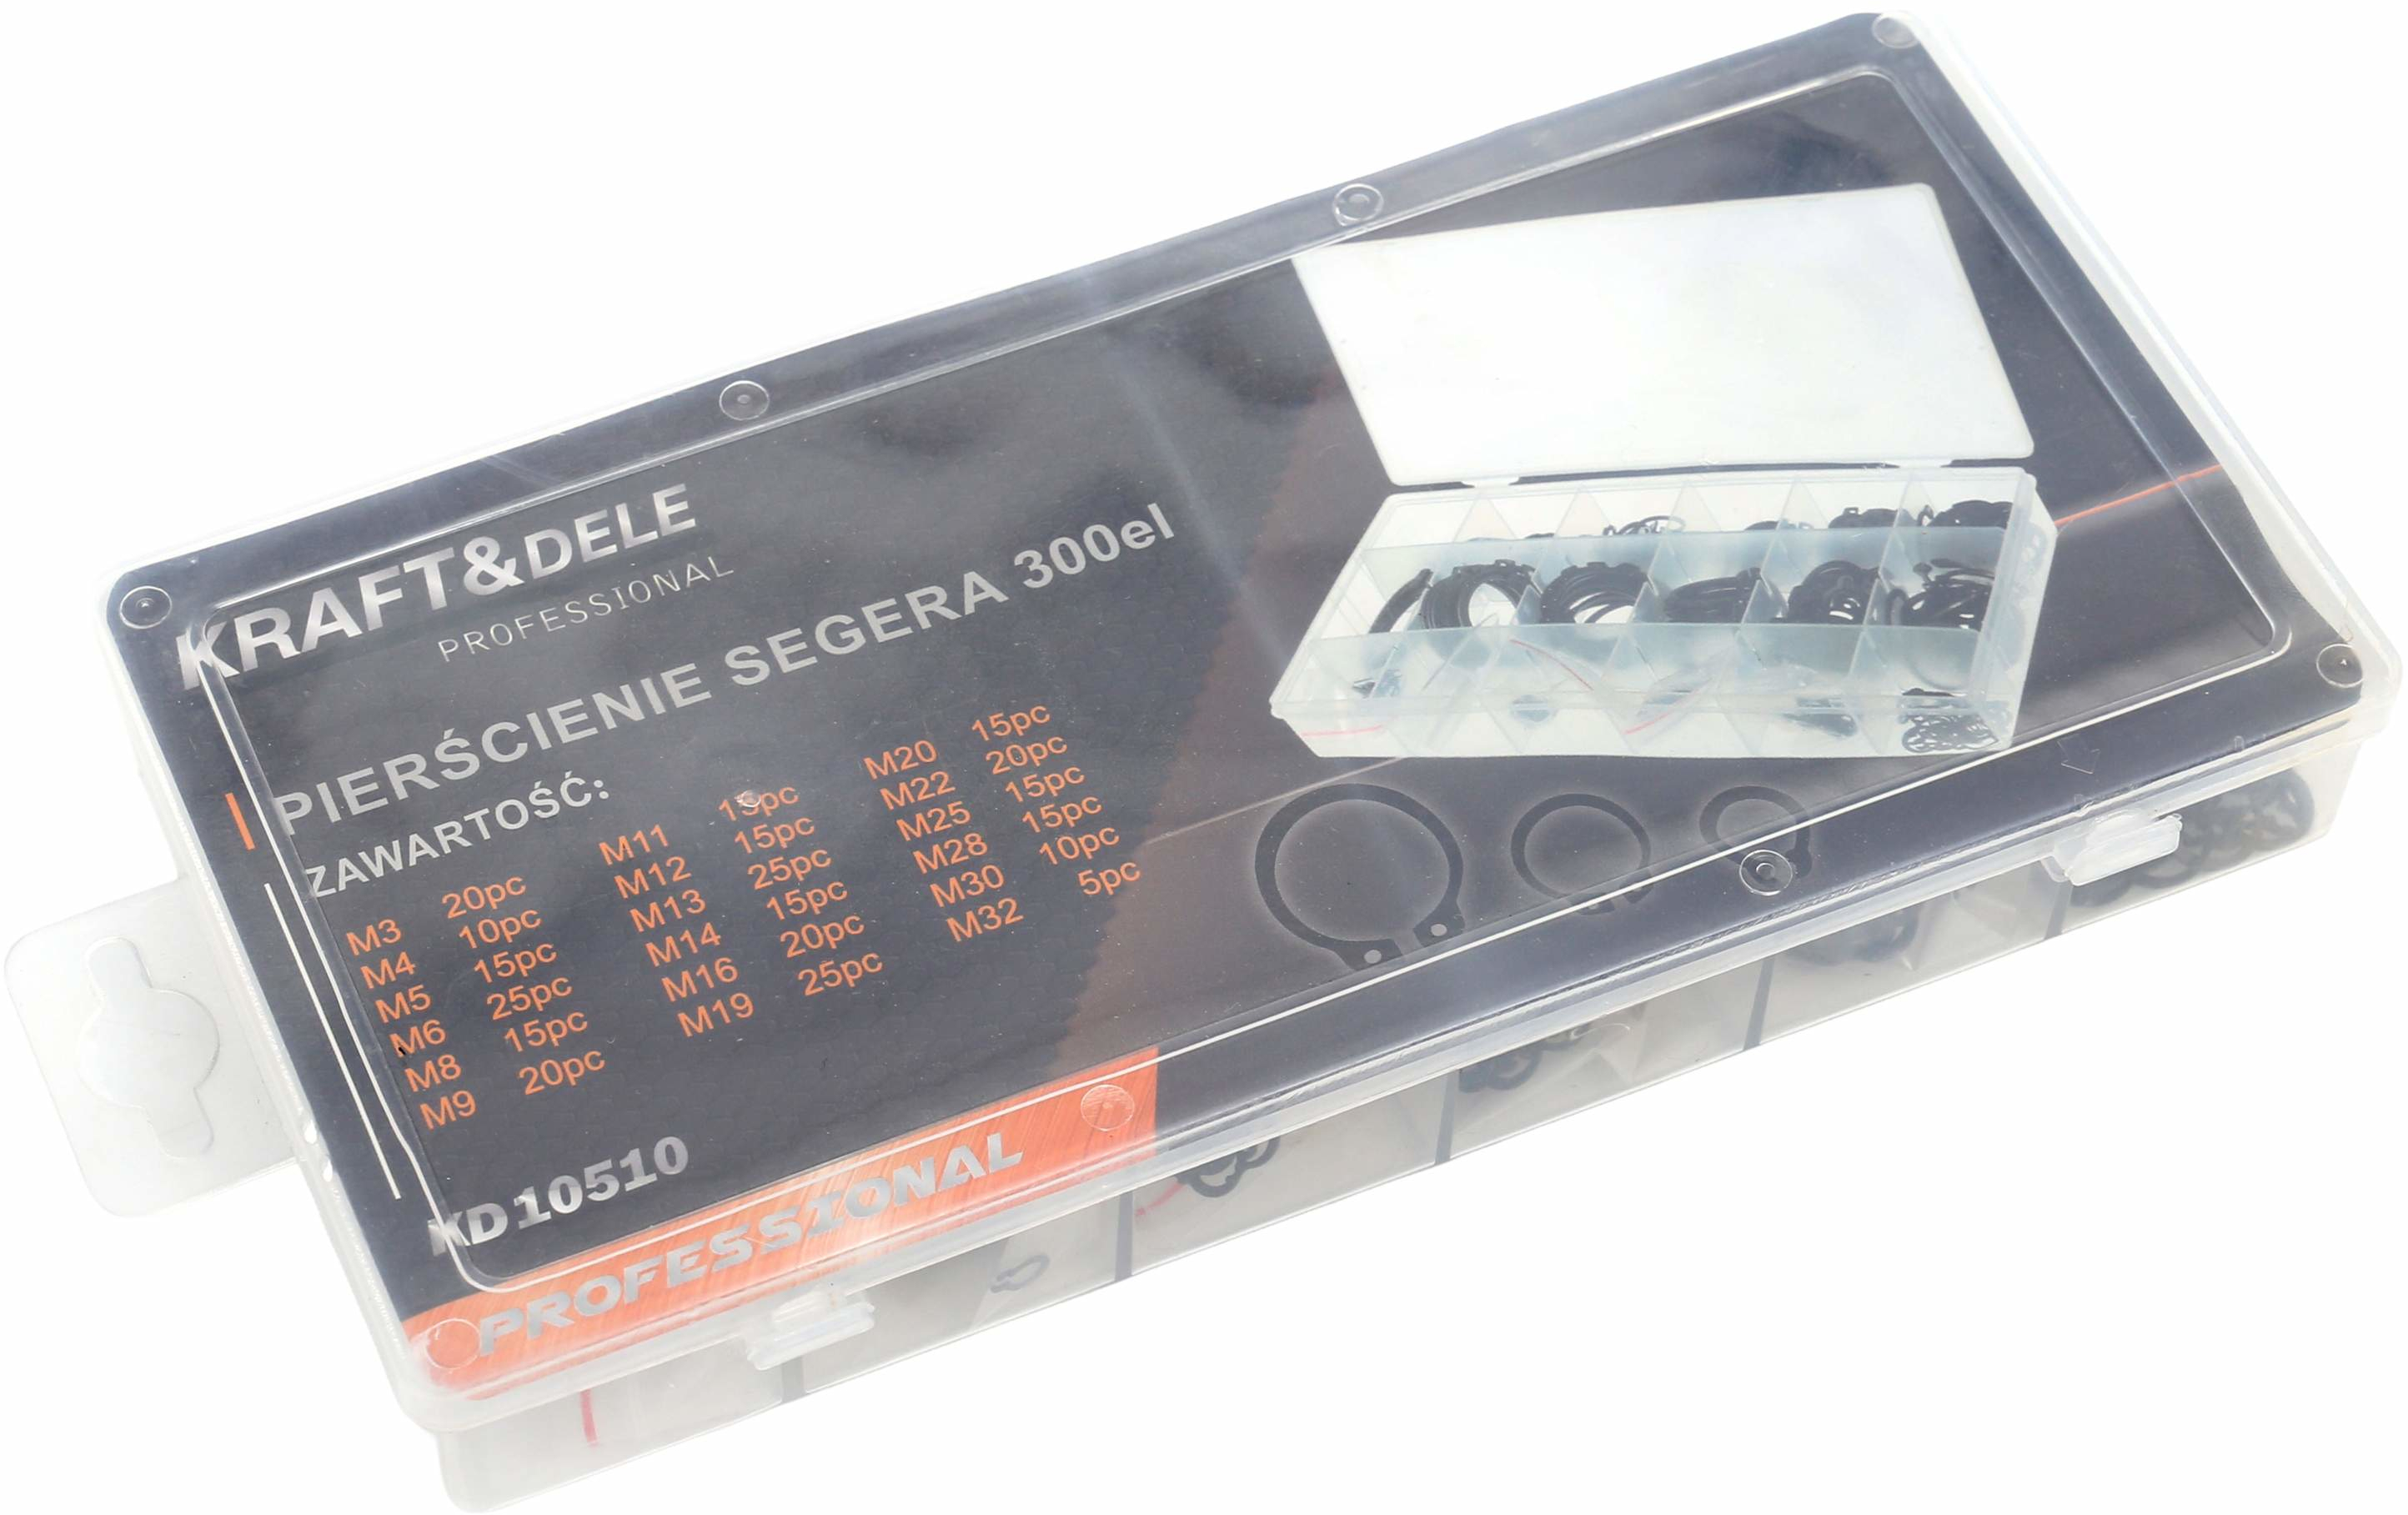 KRAFT&DELE
PROFESSIONAL
PIERŚCIENIE SEGERA 300el
ZAWARTOŚĆ:
M3 20pc M11 15pc M20 15pc
M4 10pc M12 15pc M22 20pc
M5 15pc M13 25pc M25 15pc
M6 25pc M14 15pc M28 15pc
M8 15pc M16 20pc M30 10pc
M9 20pc M19 25pc M32 5pc
KD10510
PROFESSIONAL